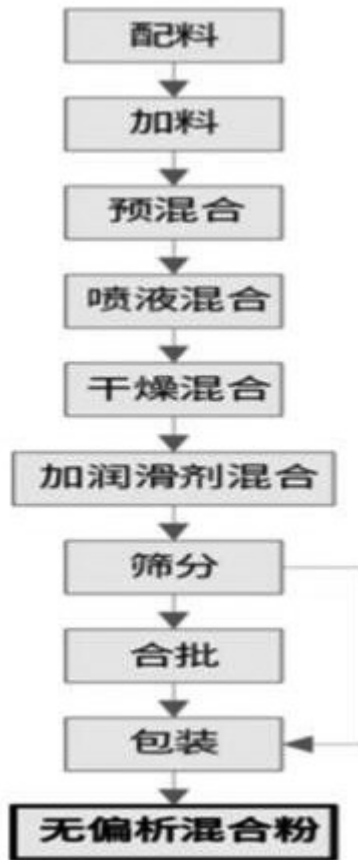 配料
加料
预混合
喷液混合
干燥混合
加润滑剂混合
筛分
合批
包装
无偏析混合粉